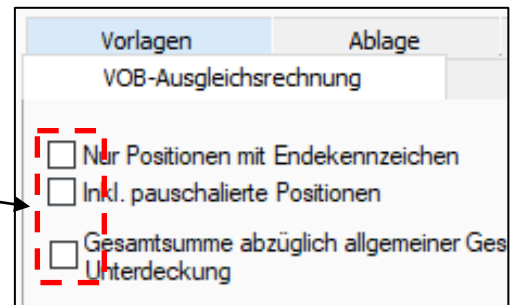 Vorlagen Ablage
VOB-Ausgleichsrechnung
Nur Positionen mit Endekennzeichen
Inkl. pauschalierte Positionen
Gesamtsumme abzüglich allgemeiner Ges
Unterdeckung